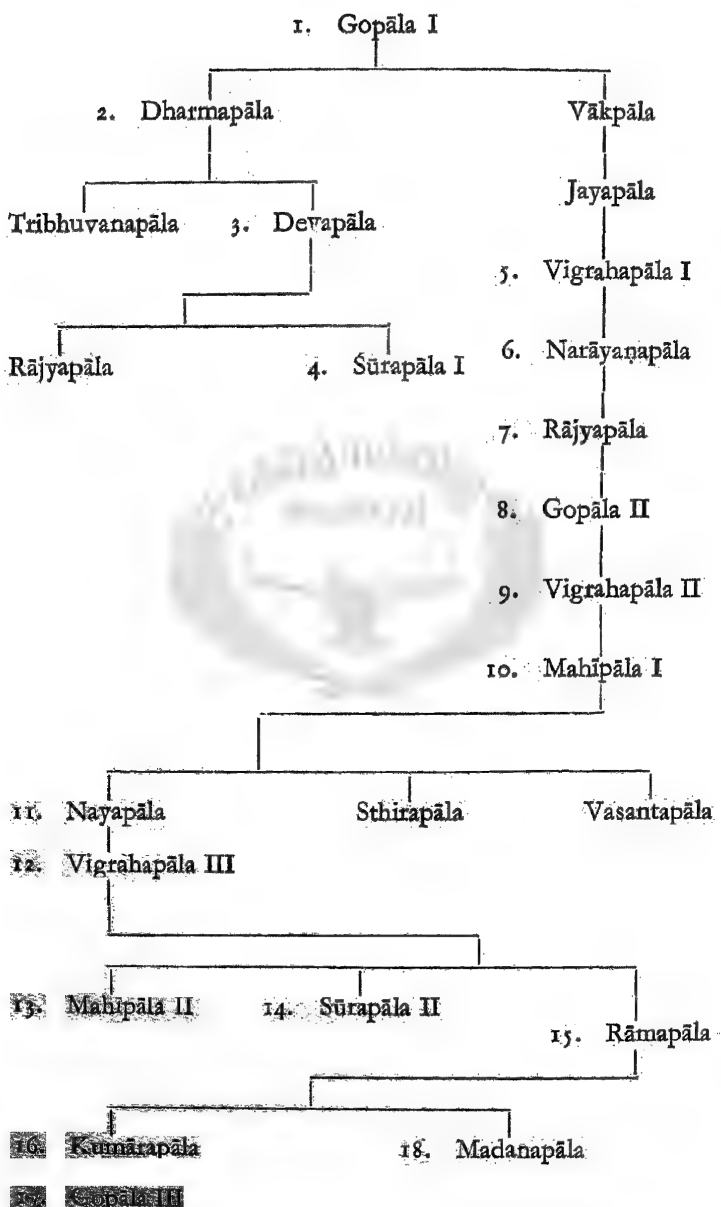 1. Gopāla I
2. Dharmapāla Vākpāla
Jayapāla
Tribhuvanapāla 3. Devapāla
5. Vigrahapāla I
Rājyapāla 4. Śūrapāla I 6. Narāyaṇapāla
7. Rājyapāla
8. Gopāla II
9. Vigrahapāla II
10. Mahīpāla I
11. Nayapāla Sthirapāla Vasantapāla
12. Vigrahapāla III
13. Mahīpāla II 14. Sūrapāla II
15. Rāmapāla
16. Kumārapāla 18. Madanapāla
17. Gopāla III